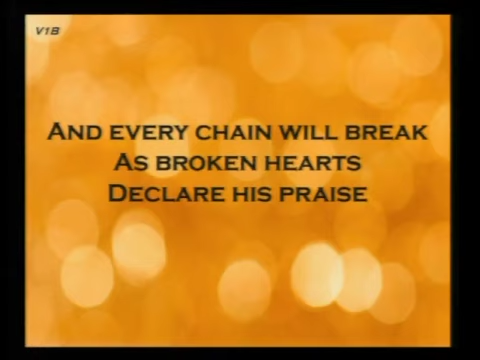 V1B
AND EVERY CHAIN WILL BREAK
AS BROKEN HEARTS
DECLARE HIS PRAISE